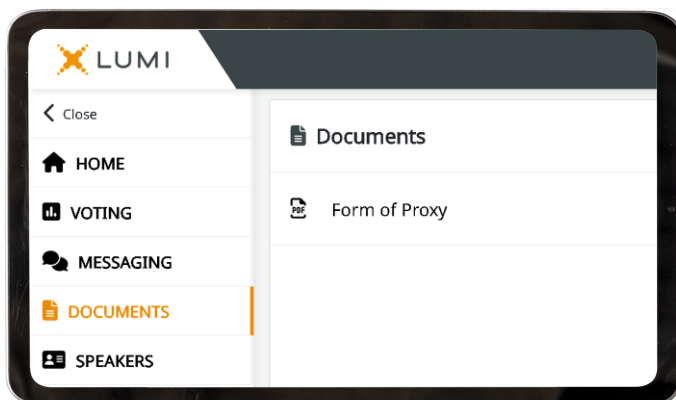 LUMI
Close
HOME
VOTING
MESSAGING
DOCUMENTS
SPEAKERS
Documents
PDF Form of Proxy